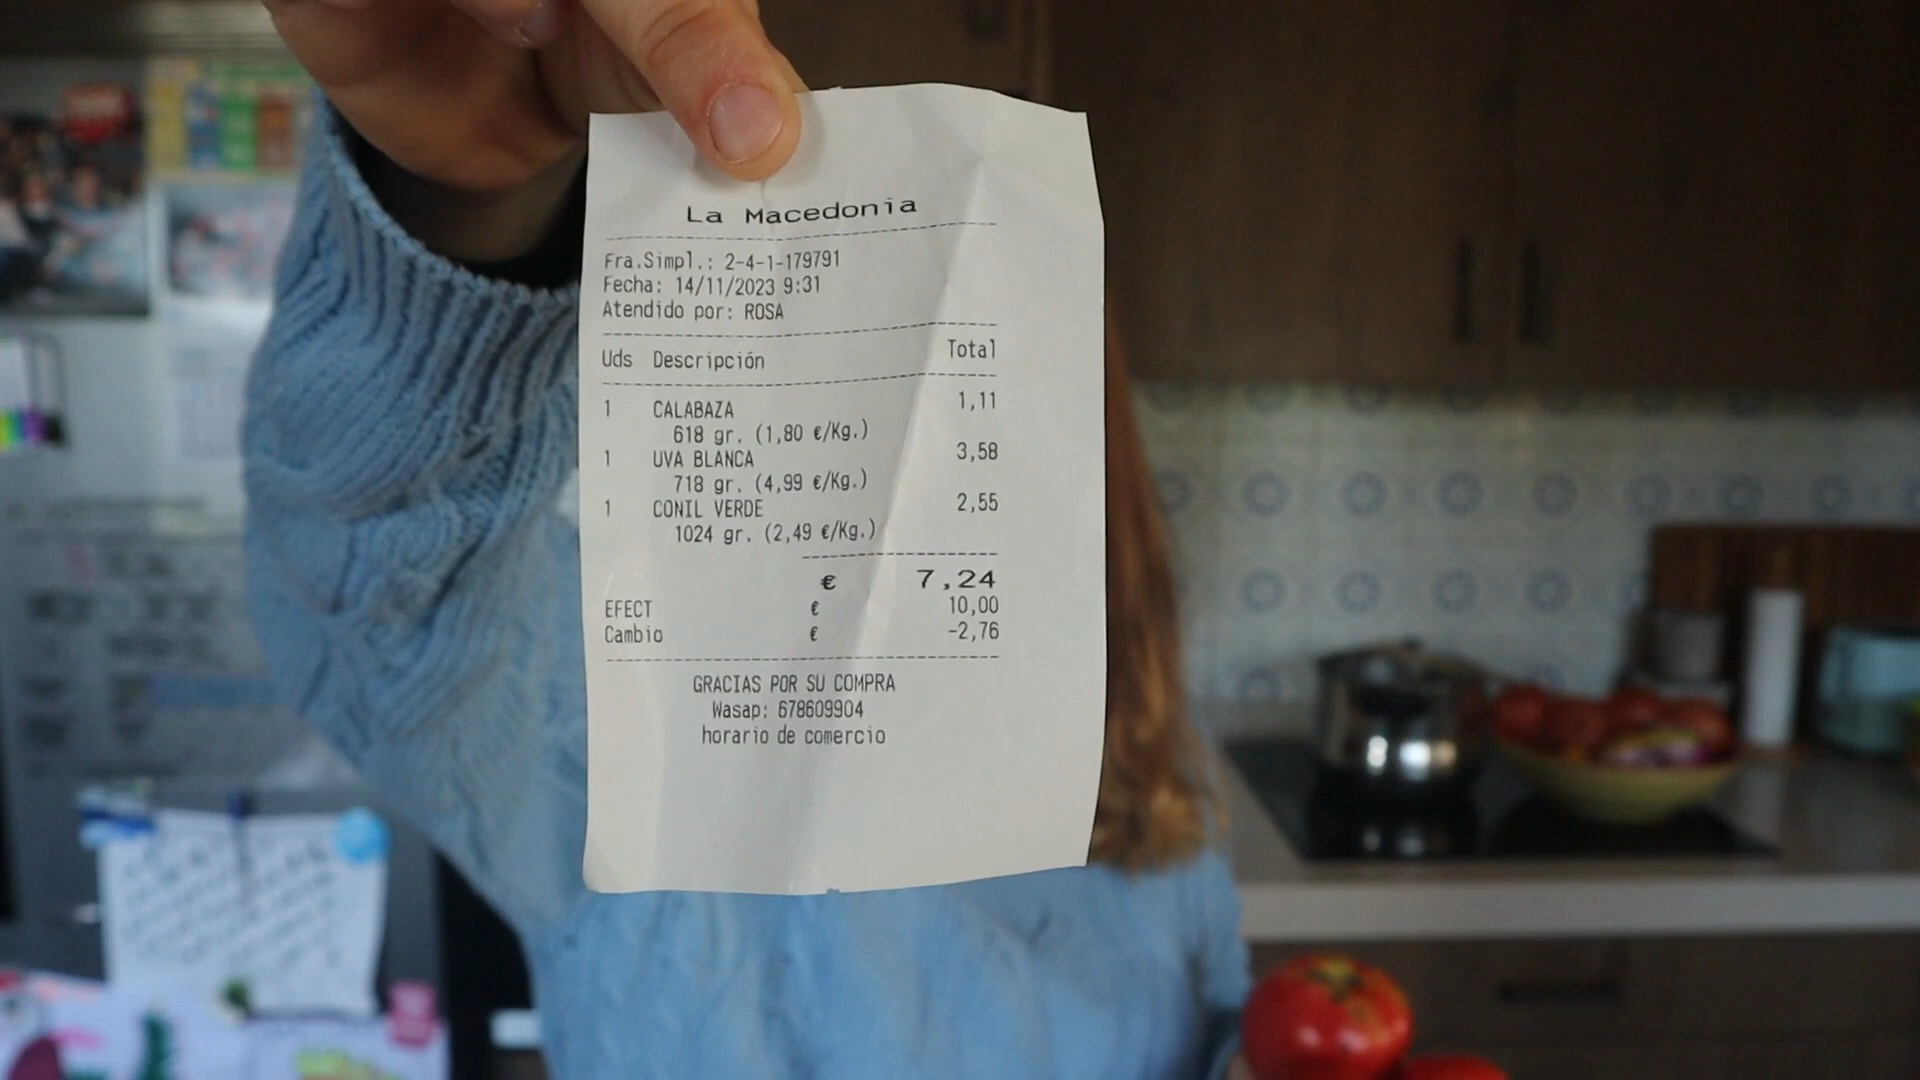 La Macedonia
Fra.Simpl.: 2-4-1-179791
Fecha: 14/11/2023 9:31
Atendido por: ROSA
Uds Descripción Total
1 CALABAZA 1,11
618 gr. (1,80 €/Kg.)
1 UVA BLANCA 3,58
718 gr. (4,99 €/Kg.)
1 CONIL VERDE 2,55
1024 gr. (2,49 €/Kg.)
€ 7,24
EFECT € 10,00
Cambio € -2,76
GRACIAS POR SU COMPRA
Wasap: 678609904
horario de comercio